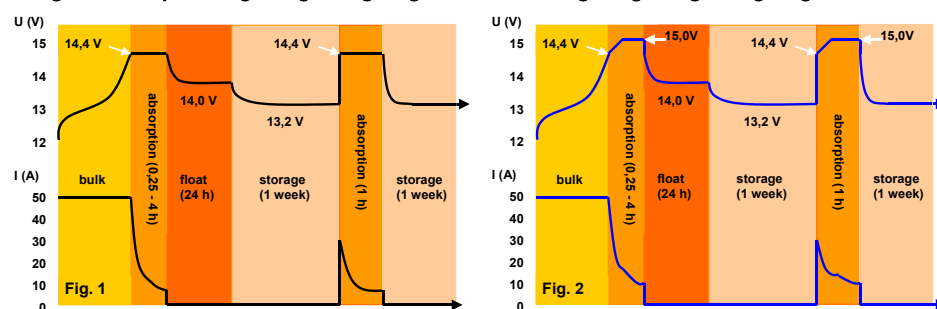 U (V)
15
14
13
12
14,4 V
14,0 V
13,2 V
14,4 V
absorption (0,25 - 4 h)
absorption (1 h)
I (A)
bulk
float
(24 h)
storage
(1 week)
storage
(1 week)
50
40
30
20
10
0
Fig. 1
U (V)
15
14
13
12
14,4 V
15,0V
14,0 V
13,2 V
14,4 V
15,0V
absorption (0,25 - 4 h)
absorption (1 h)
I (A)
bulk
float
(24 h)
storage
(1 week)
storage
(1 week)
50
40
30
20
10
0
Fig. 2